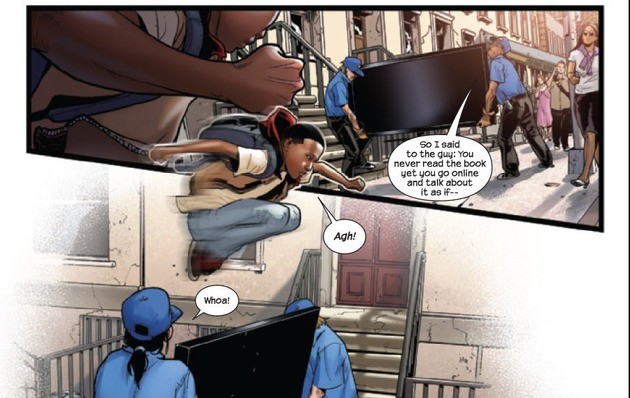 So I said
to the guy: You
never read the book
yet you go online
and talk about
it as if--
Agh!
Whoa!